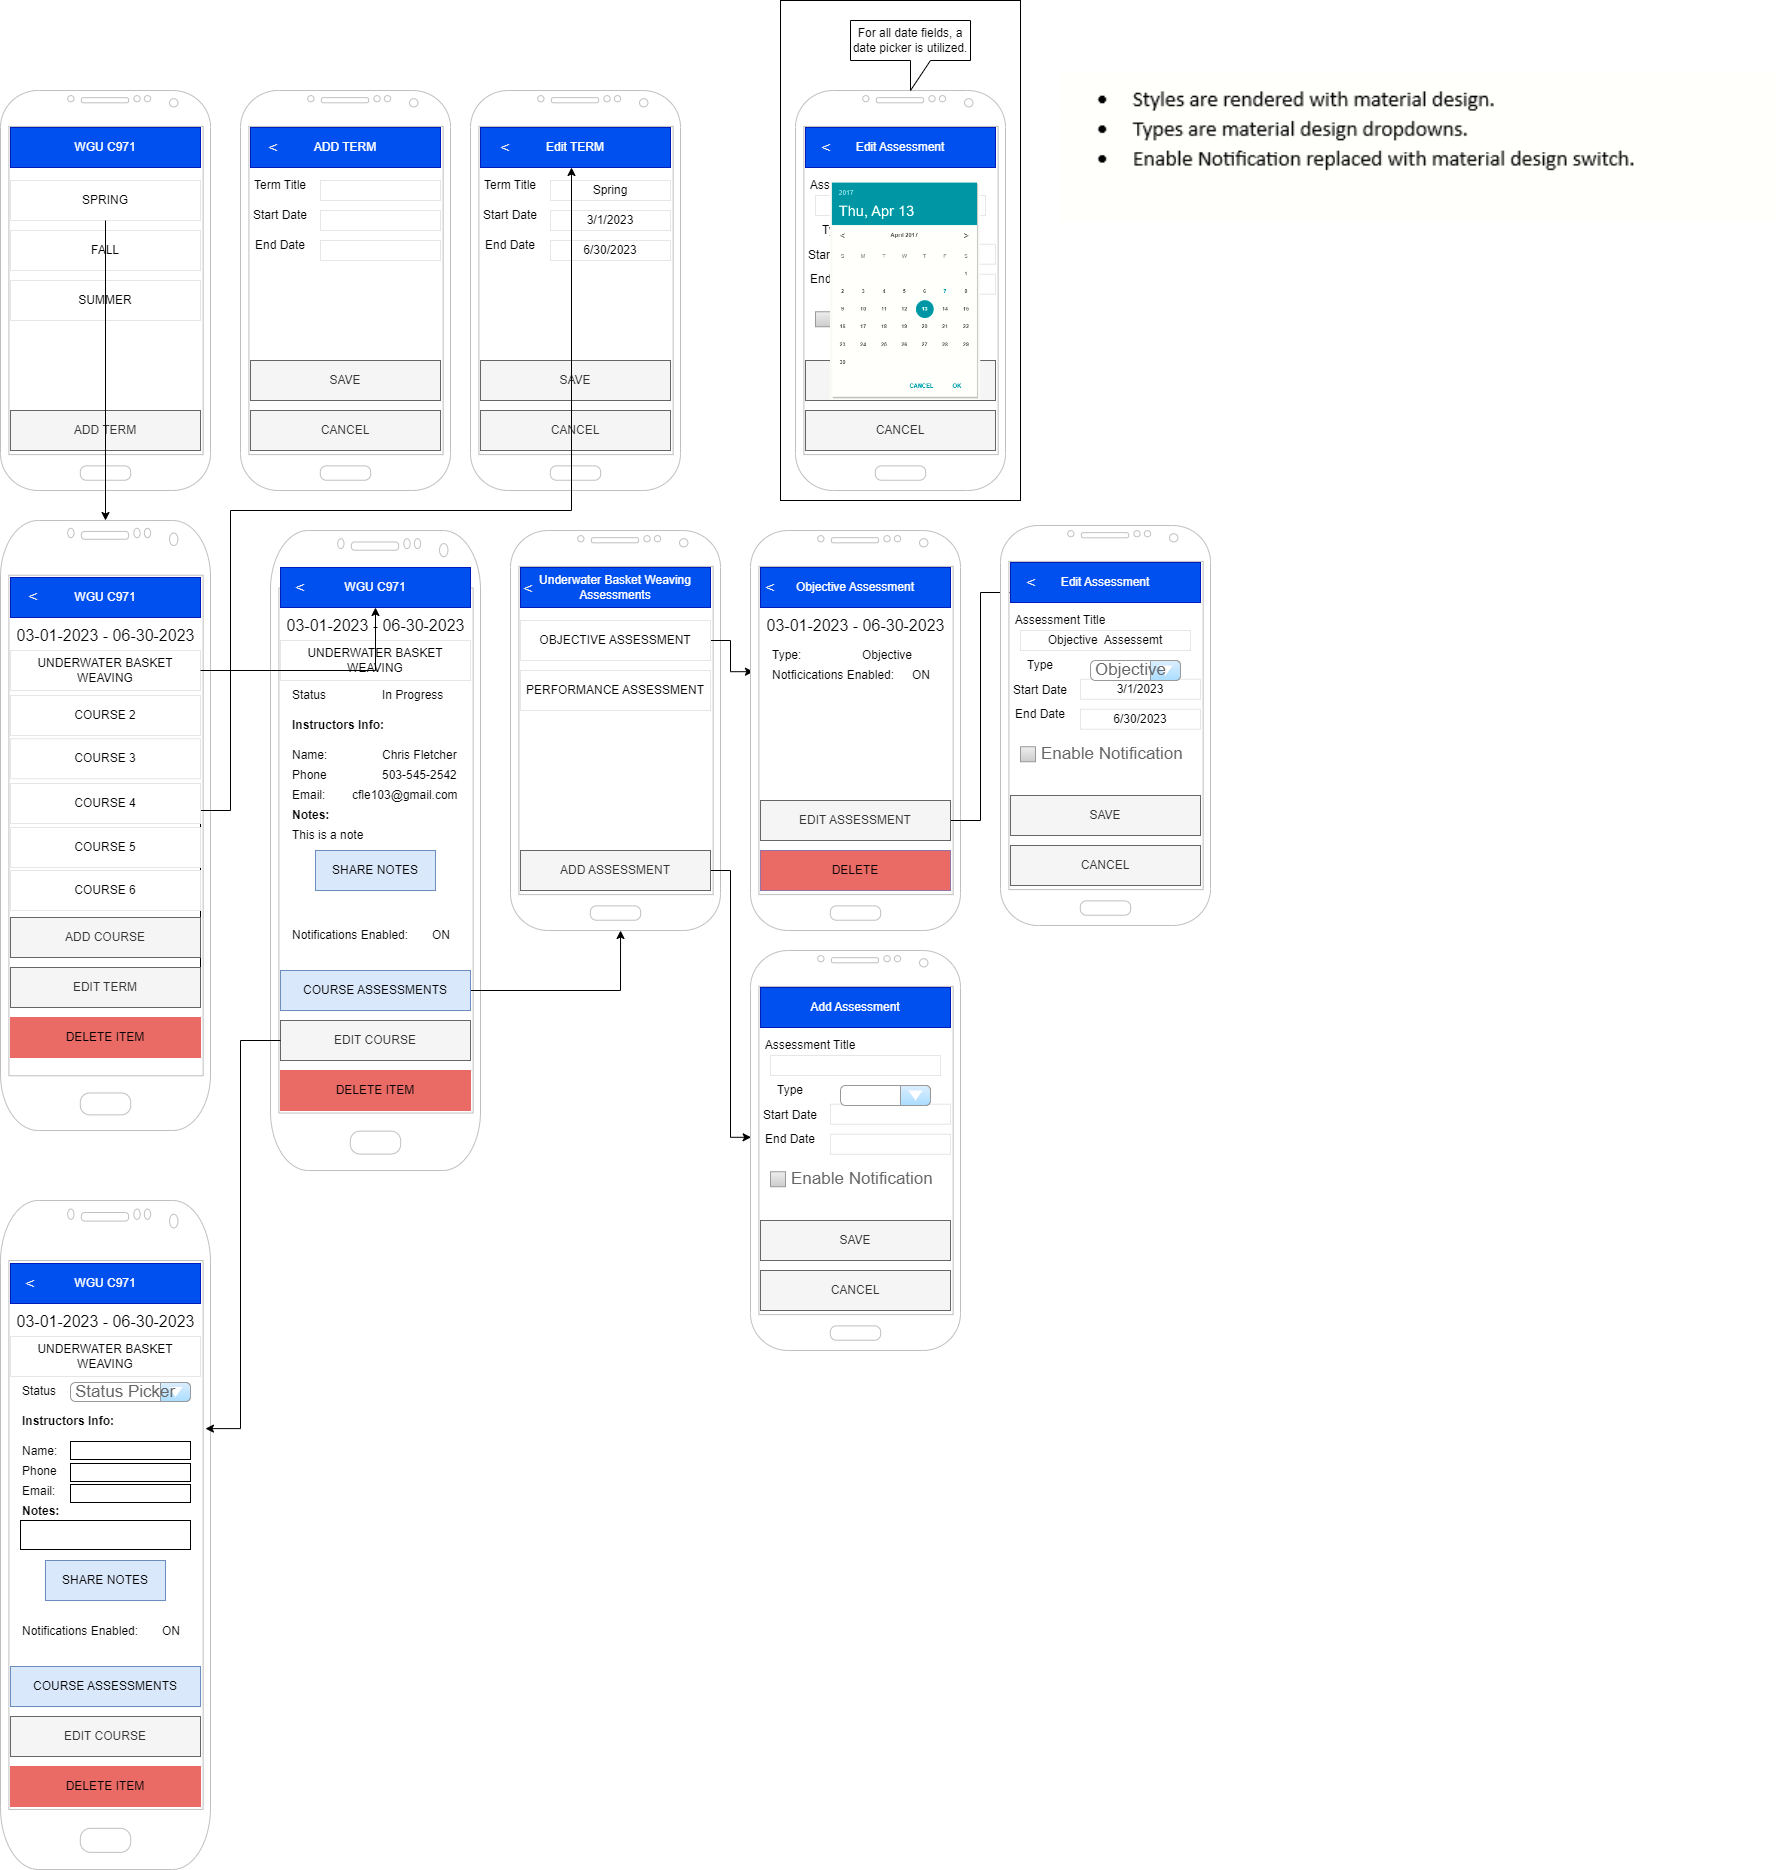 For all date fields, a
date picker is utilized.
• Styles are rendered with material design.
• Types are material design dropdowns.
• Enable Notification replaced with material design switch.
WGU C971
SPRING
FALL
SUMMER
ADD TERM
< ADD TERM
Term Title
Start Date
End Date
SAVE
CANCEL
< Edit TERM
Term Title Spring
Start Date 3/1/2023
End Date 6/30/2023
SAVE
CANCEL
< Edit Assessment
Ass
Ty
Star
End
2017
Thu, Apr 13
< April 2017 >
S M T W T F S
1
2 3 4 5 6 7 8
9 10 11 12 13 14 15
16 17 18 19 20 21 22
23 24 25 26 27 28 29
30
CANCEL OK
CANCEL
< WGU C971
03-01-2023 - 06-30-2023
UNDERWATER BASKET
WEAVING
COURSE 2
COURSE 3
COURSE 4
COURSE 5
COURSE 6
ADD COURSE
EDIT TERM
DELETE ITEM
< WGU C971
03-01-2023 - 06-30-2023
UNDERWATER BASKET
WEAVING
Status In Progress
Instructors Info:
Name: Chris Fletcher
Phone 503-545-2542
Email: cfle103@gmail.com
Notes:
This is a note
SHARE NOTES
Notifications Enabled: ON
COURSE ASSESSMENTS
EDIT COURSE
DELETE ITEM
< Underwater Basket Weaving
Assessments
OBJECTIVE ASSESSMENT
PERFORMANCE ASSESSMENT
ADD ASSESSMENT
< Objective Assessment
03-01-2023 - 06-30-2023
Type: Objective
Notficications Enabled: ON
EDIT ASSESSMENT
DELETE
< Edit Assessment
Assessment Title
Objective Assessemt
Type Objective
Start Date 3/1/2023
End Date 6/30/2023
Enable Notification
SAVE
CANCEL
Add Assessment
Assessment Title
Type
Start Date
End Date
Enable Notification
SAVE
CANCEL
< WGU C971
03-01-2023 - 06-30-2023
UNDERWATER BASKET
WEAVING
Status Status Picker
Instructors Info:
Name:
Phone
Email:
Notes:
SHARE NOTES
Notifications Enabled: ON
COURSE ASSESSMENTS
EDIT COURSE
DELETE ITEM